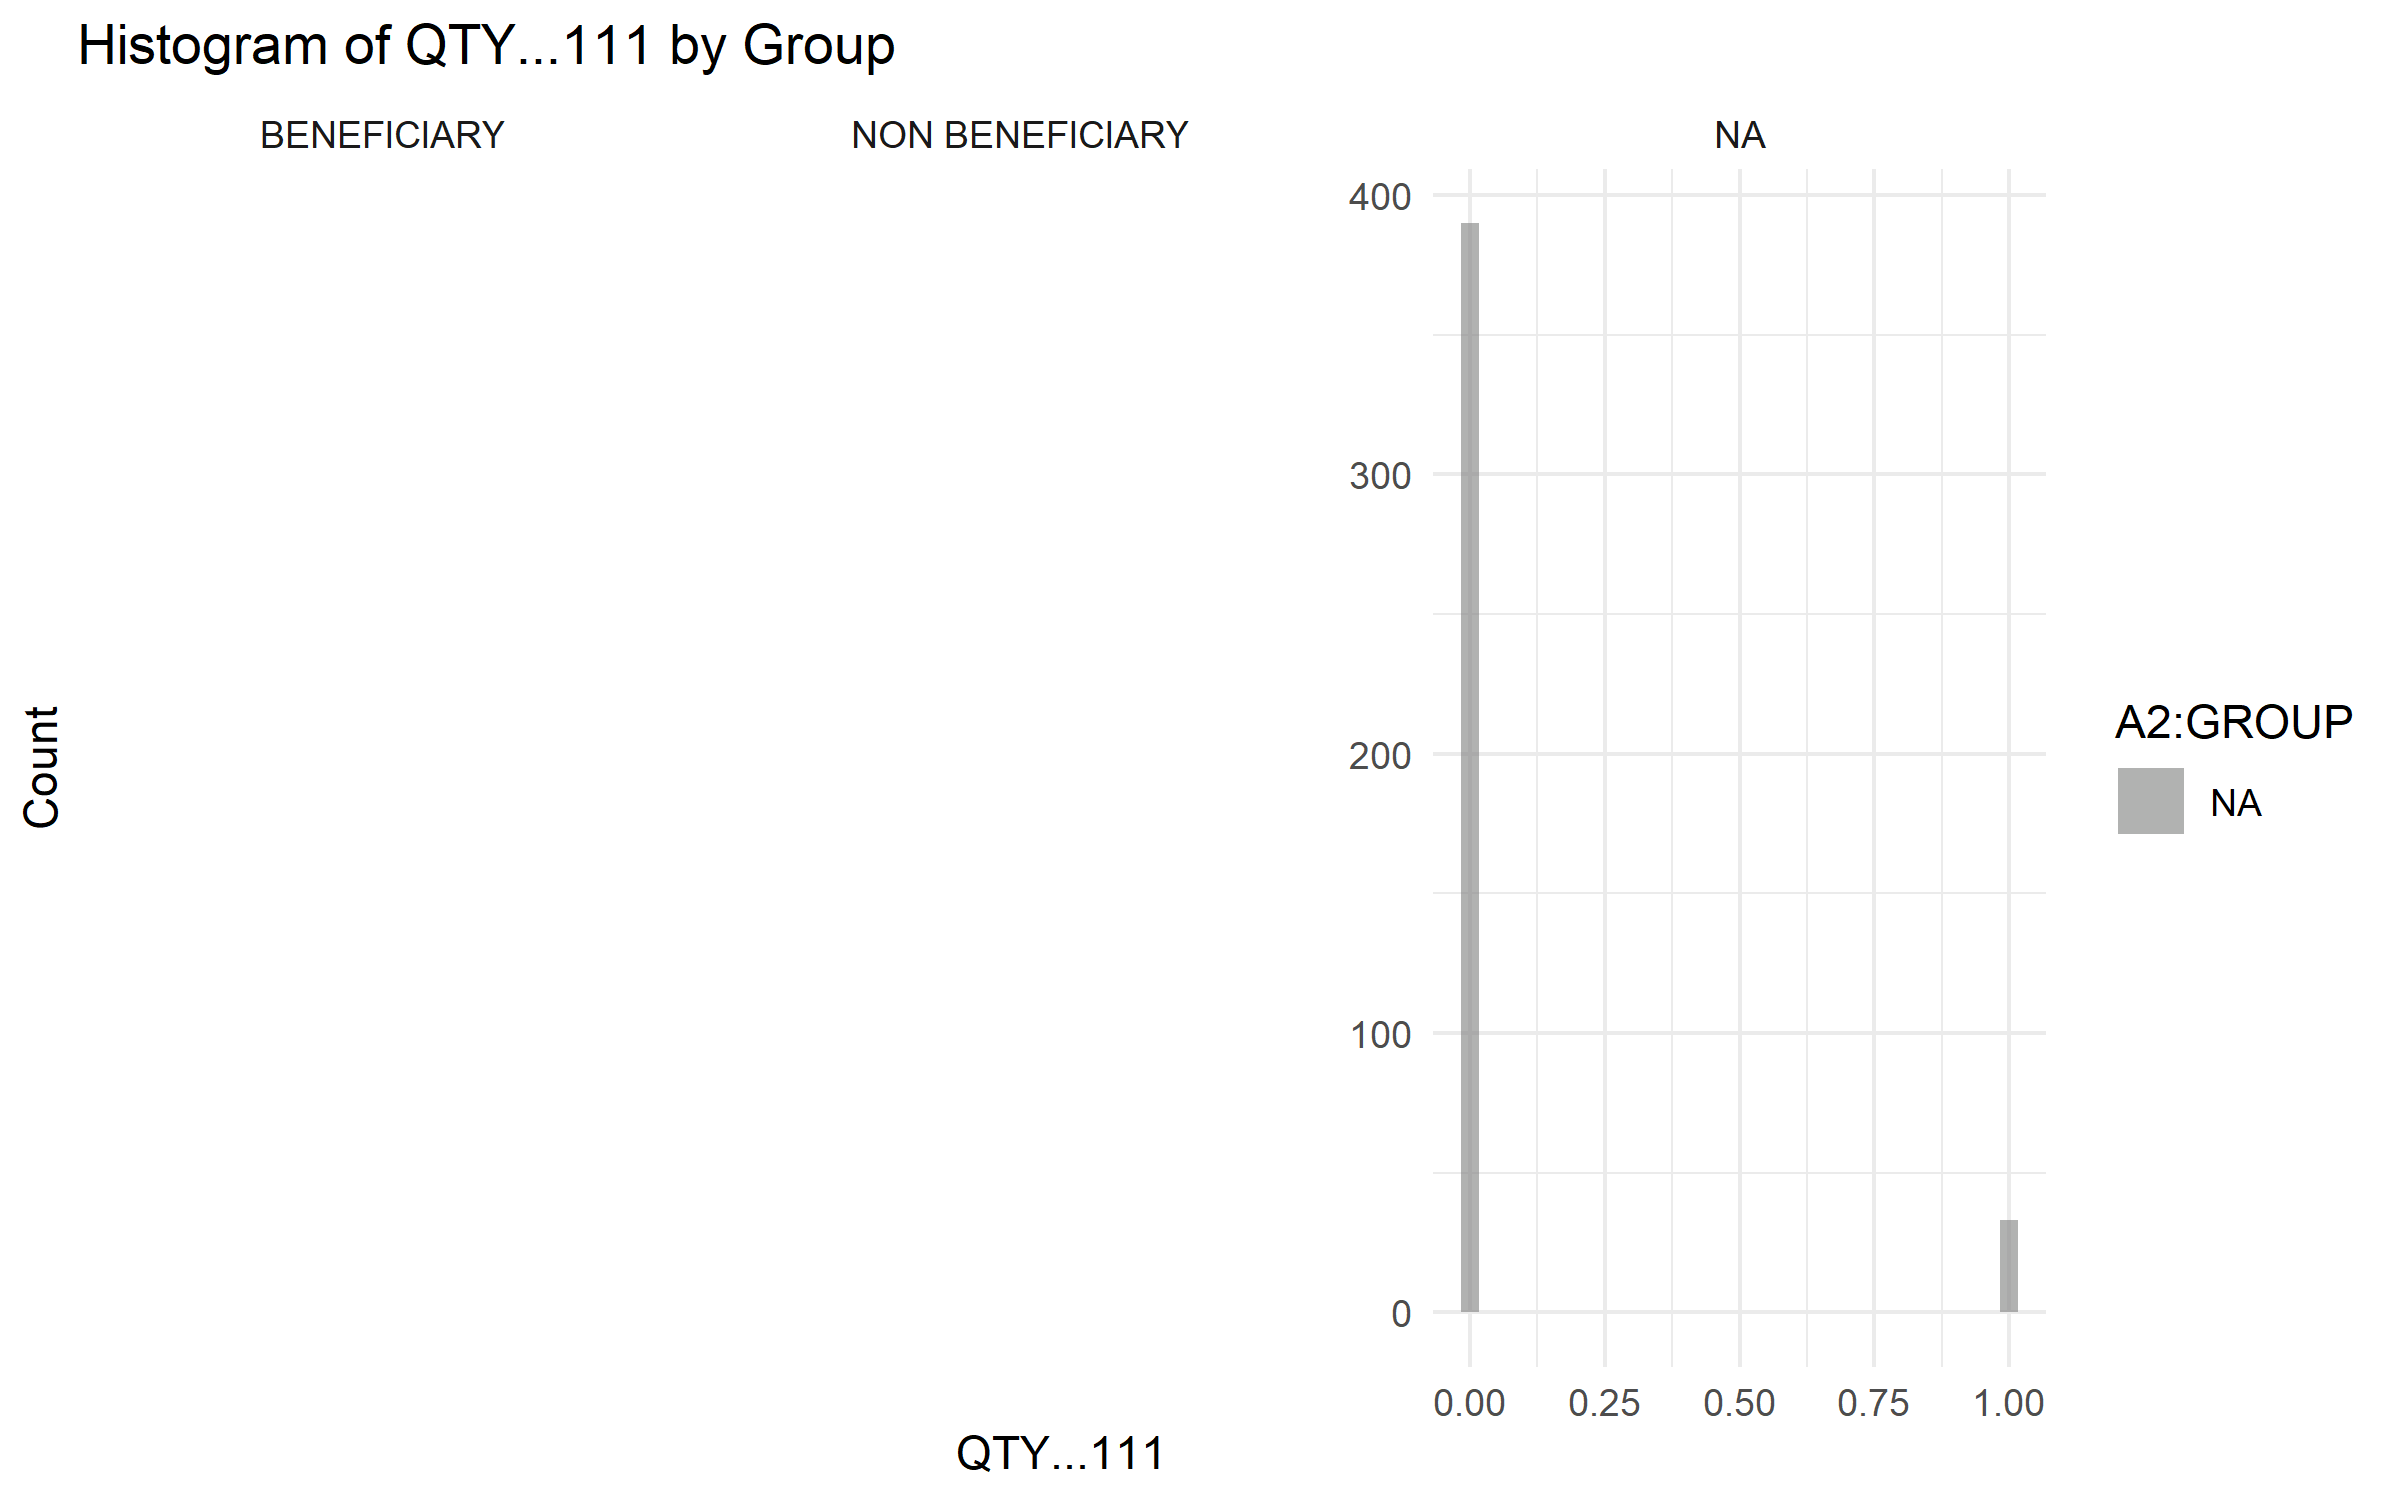 Histogram of QTY...111 by Group
BENEFICIARY
NON BENEFICIARY
NA
400
300
200
100
0
0.00 0.25 0.50 0.75 1.00
Count
QTY...111
A2:GROUP
NA